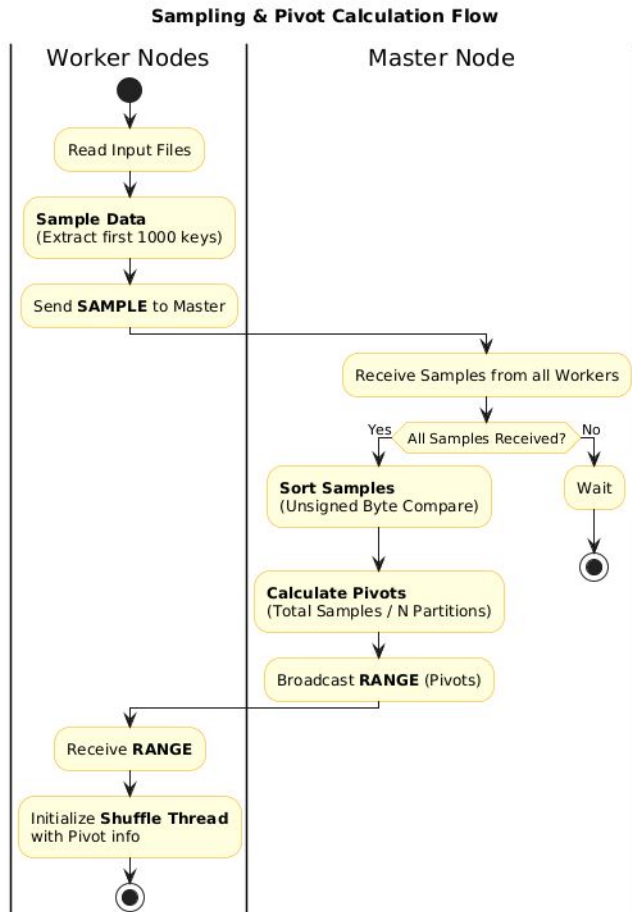 Sampling & Pivot Calculation Flow
Worker Nodes
Master Node
Read Input Files
Sample Data
(Extract first 1000 keys)
Send SAMPLE to Master
Receive Samples from all Workers
Yes
All Samples Received?
No
Sort Samples
(Unsigned Byte Compare)
Wait
Calculate Pivots
(Total Samples / N Partitions)
Broadcast RANGE (Pivots)
Receive RANGE
Initialize Shuffle Thread
with Pivot info